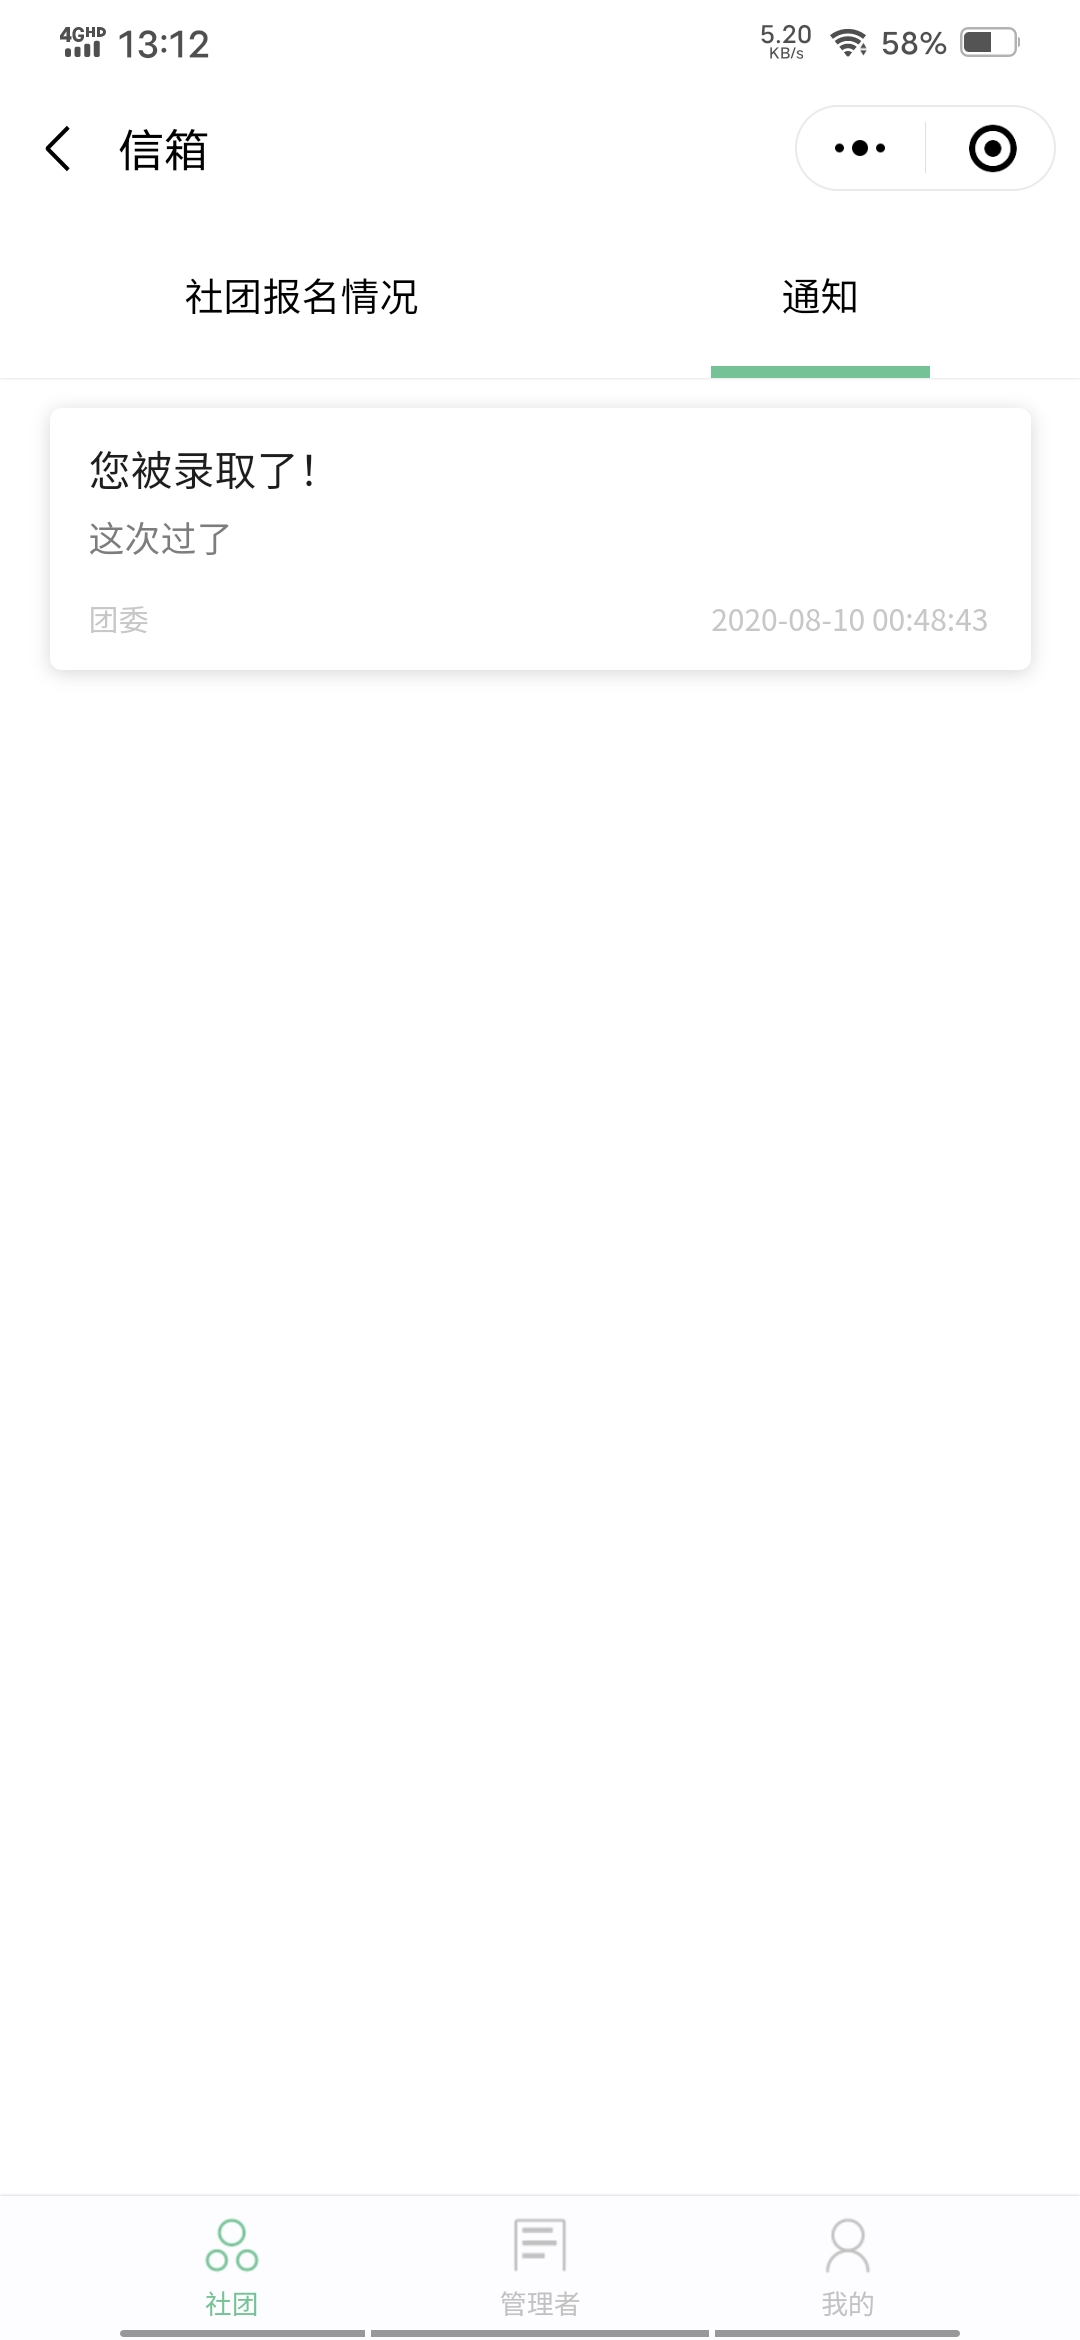 4GHD 13:12 5.20 KB/s 58%
信箱
社团报名情况 通知
您被录取了！
这次过了
团委 2020-08-10 00:48:43
社团 管理者 我的